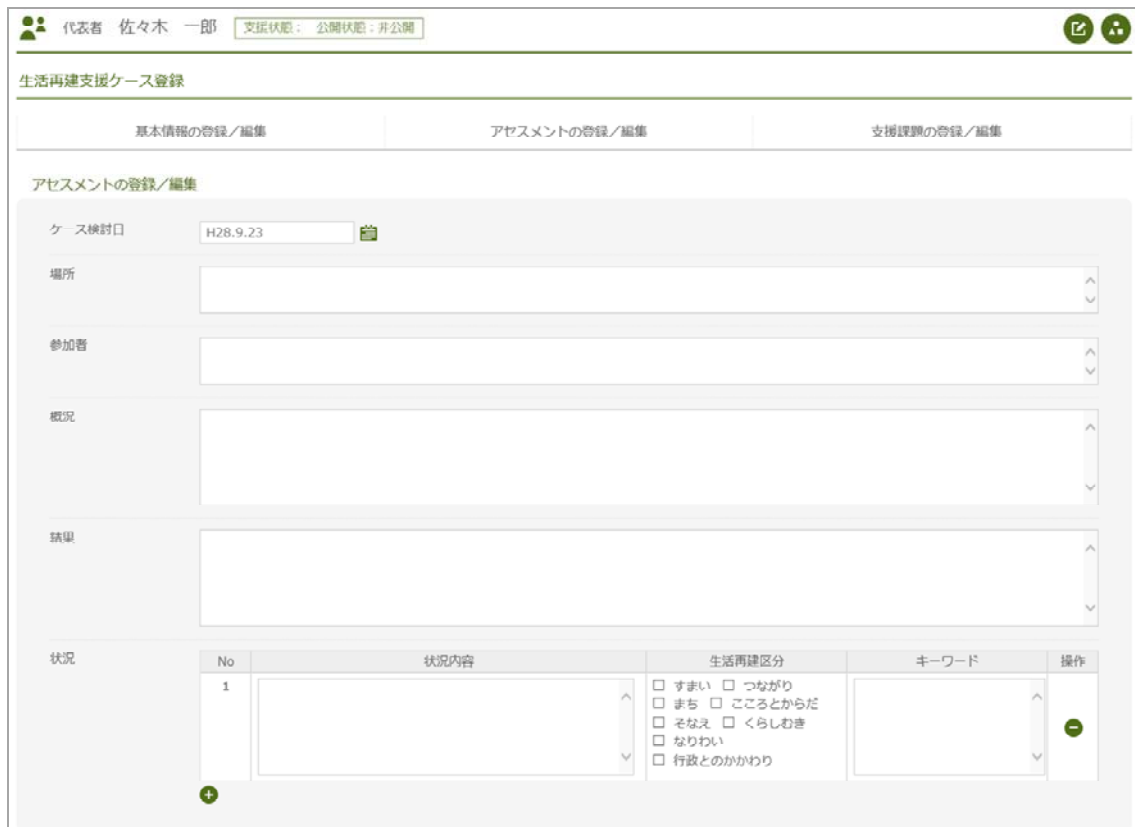 代表者 佐々木 一郎 支援状態： 公開状態：非公開
生活再建支援ケース登録
基本情報の登録／編集 アセスメントの登録／編集 支援課題の登録／編集
アセスメントの登録／編集
ケース検討日 H28.9.23
場所
参加者
概況
結果
状況 No 状況内容 生活再建区分 キーワード 操作
1 □ すまい □ つながり
□ まち □ こころとからだ
□ そなえ □ くらしむき
□ なりわい
□ 行政とのかかわり